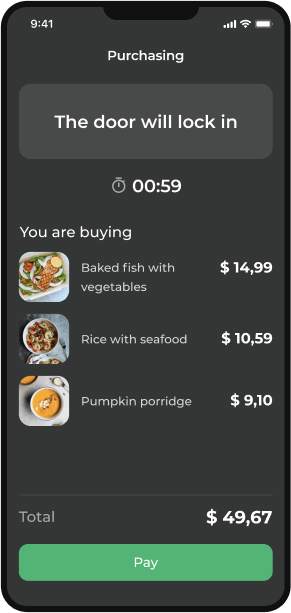 9:41
Purchasing
The door will lock in
00:59
You are buying
Baked fish with
vegetables
$ 14,99
Rice with seafood
$ 10,59
Pumpkin porridge
$ 9,10
Total
$ 49,67
Pay